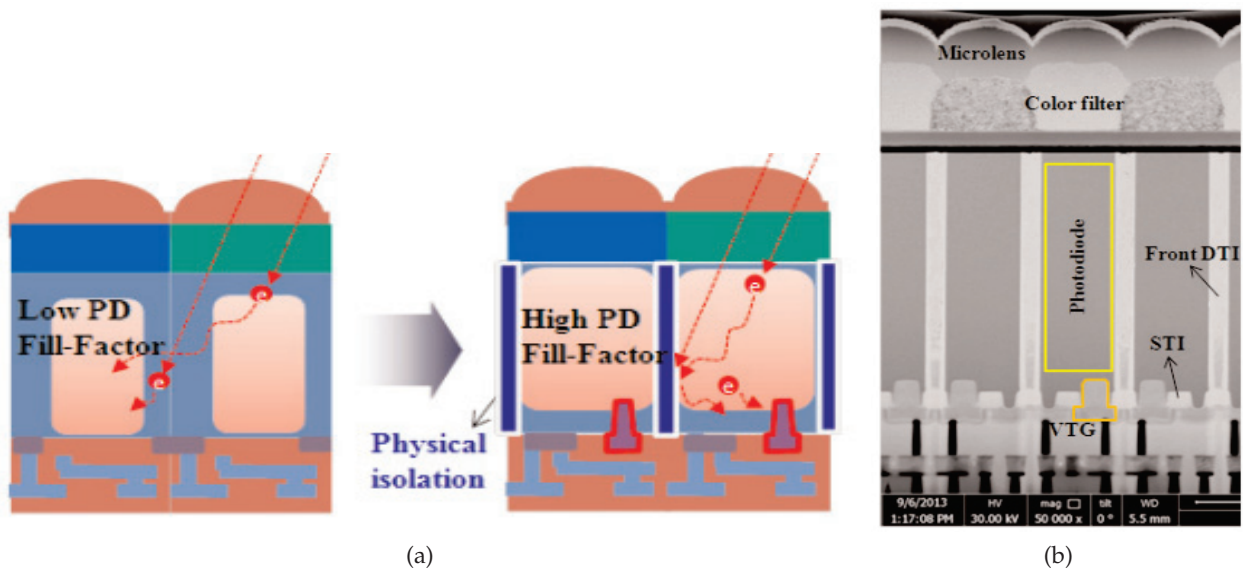 Low PD
Fill-Factor
e
e
High PD
Fill-Factor
e
e
Physical
isolation
(a)
Microlens
Color filter
Photodiode
Front DTI
STI
VTG
9/6/2013 HV mag tilt WD
1:17:08 PM 30.00 kV 50 000 x 0 ° 5.5 mm
(b)